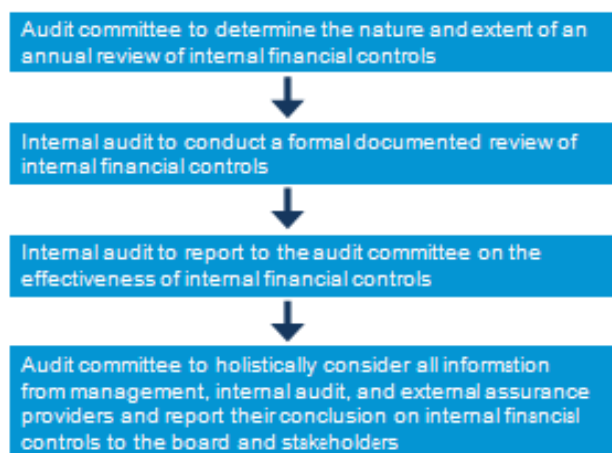 Audit committee to determine the nature and extent of an
annual review of internal financial controls
Internal audit to conduct a formal documented review of
internal financial controls
Internal audit to report to the audit committee on the
effectiveness of internal financial controls
Audit committee to holistically consider all information
from management, internal audit, and external assurance
providers and report their conclusion on internal financial
controls to the board and stakeholders